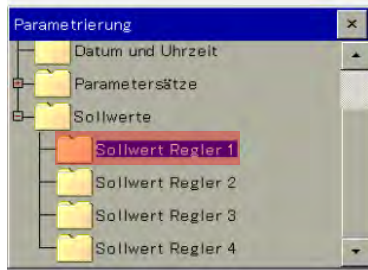 Parametrierung
Datum und Uhrzeit
Parametersätze
Sollwerte
Sollwert Regler 1
Sollwert Regler 2
Sollwert Regler 3
Sollwert Regler 4